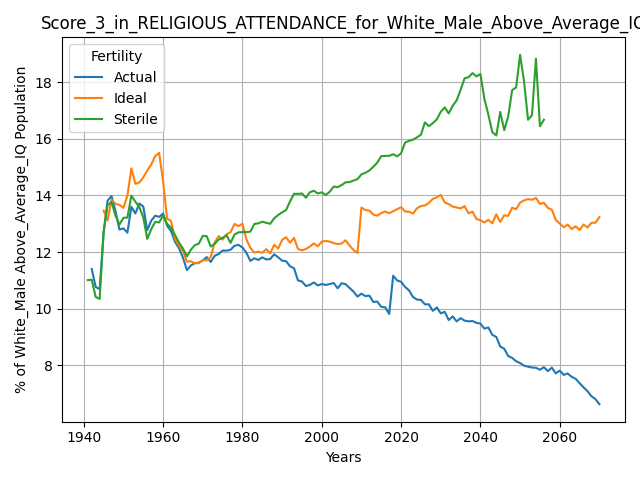 Score_3_in_RELIGIOUS_ATTENDANCE_for_White_Male_Above_Average_IQ
Fertility
Actual
Ideal
Sterile
% of White_Male Above_Average_IQ Population
18
16
14
12
10
8
1940 1960 1980 2000 2020 2040 2060
Years